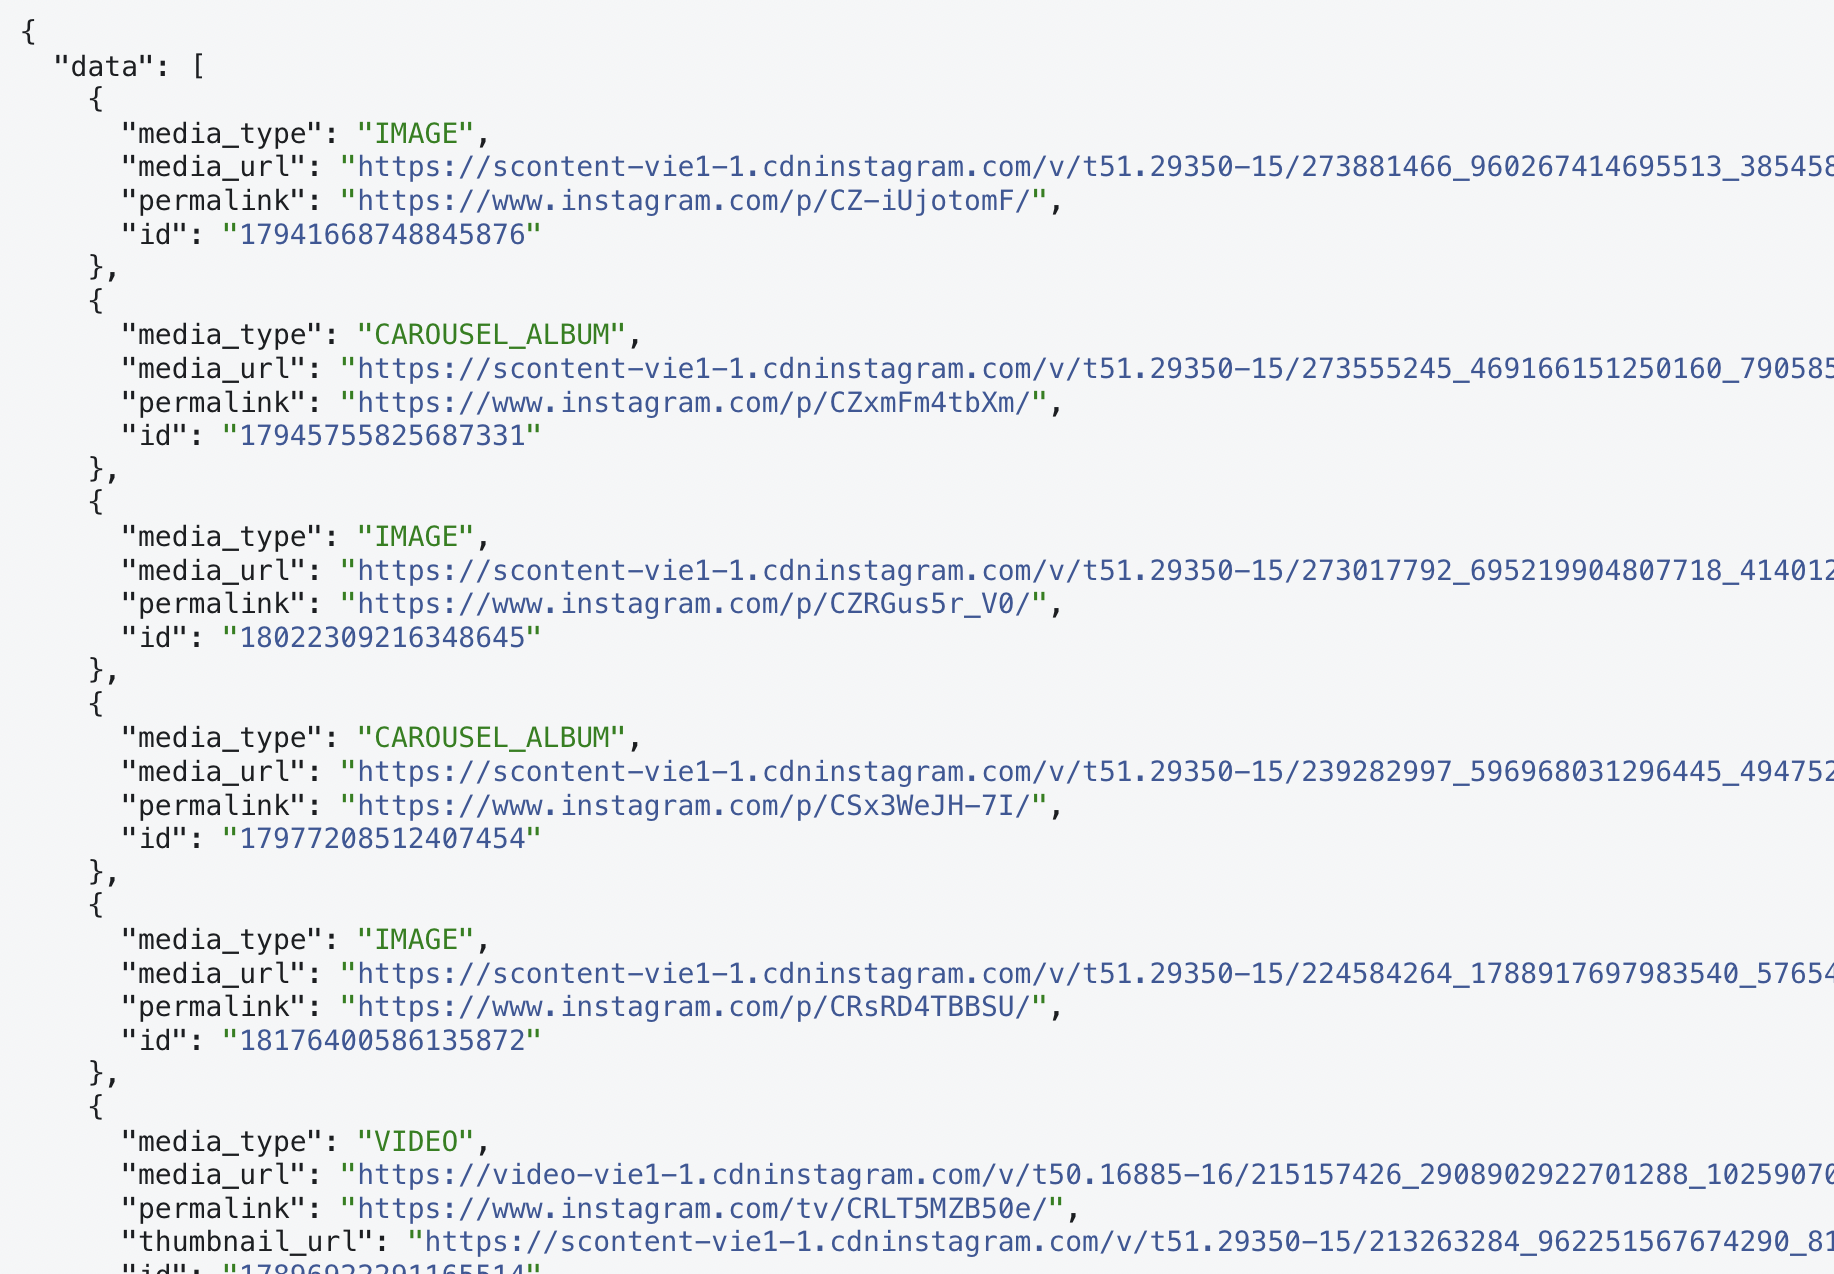 {
"data": [
{
"media_type": "IMAGE",
"media_url": "https://scontent-vie1-1.cdninstagram.com/v/t51.29350-15/273881466_960267414695513_385458
"permalink": "https://www.instagram.com/p/CZ-iUjotomF/",
"id": "17941668748845876"
},
{
"media_type": "CAROUSEL_ALBUM",
"media_url": "https://scontent-vie1-1.cdninstagram.com/v/t51.29350-15/273555245_469166151250160_790585
"permalink": "https://www.instagram.com/p/CZxmFm4tbXm/",
"id": "17945755825687331"
},
{
"media_type": "IMAGE",
"media_url": "https://scontent-vie1-1.cdninstagram.com/v/t51.29350-15/273017792_695219904807718_414012
"permalink": "https://www.instagram.com/p/CZRGus5r_V0/",
"id": "18022309216348645"
},
{
"media_type": "CAROUSEL_ALBUM",
"media_url": "https://scontent-vie1-1.cdninstagram.com/v/t51.29350-15/239282997_596968031296445_494752
"permalink": "https://www.instagram.com/p/CSx3WeJH-7I/",
"id": "17977208512407454"
},
{
"media_type": "IMAGE",
"media_url": "https://scontent-vie1-1.cdninstagram.com/v/t51.29350-15/224584264_1788917697983540_57654
"permalink": "https://www.instagram.com/p/CRsRD4TBBSU/",
"id": "18176400586135872"
},
{
"media_type": "VIDEO",
"media_url": "https://video-vie1-1.cdninstagram.com/v/t50.16885-16/215157426_2908902922701288_10259070
"permalink": "https://www.instagram.com/tv/CRLT5MZB50e/",
"thumbnail_url": "https://scontent-vie1-1.cdninstagram.com/v/t51.29350-15/213263284_962251567674290_81
"id":